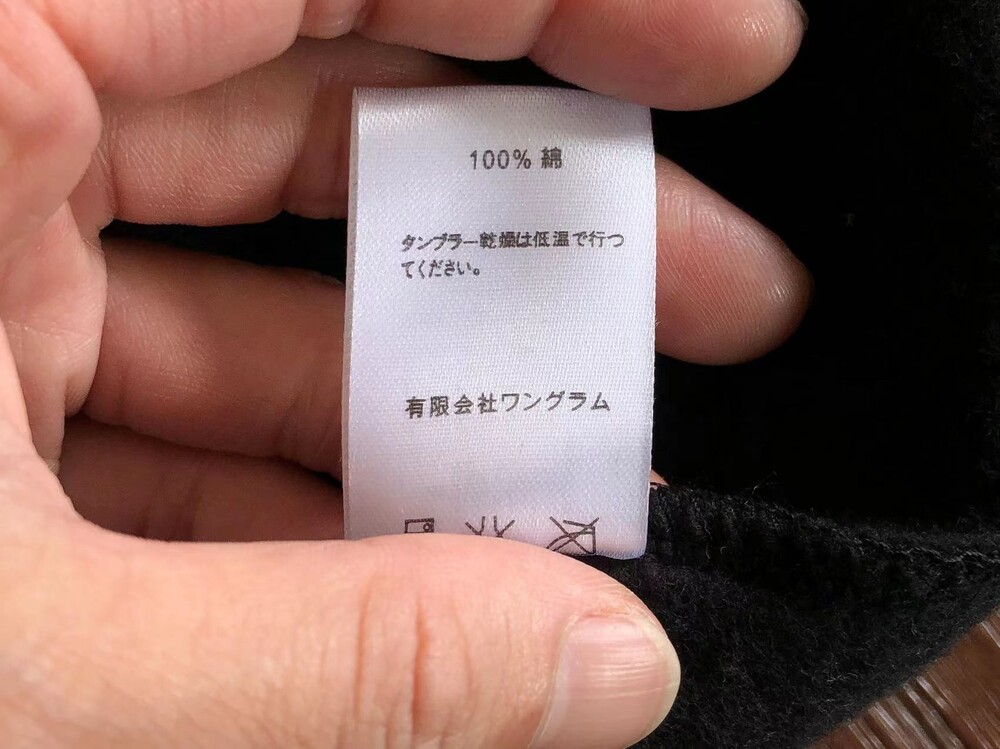 100% 綿
タンブラー乾燥は低温で行つ
てください。
有限会社ワングラム